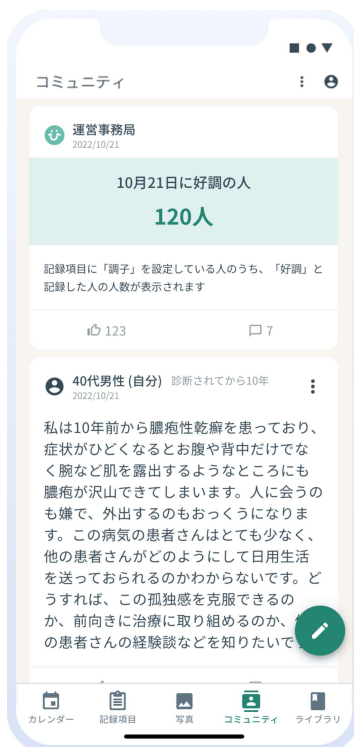 コミュニティ
運営事務局
2022/10/21
10月21日に好調の人
120人
記録項目に「調子」を設定している人のうち、「好調」と
記録した人の人数が表示されます
123
7
40代男性 (自分) 診断されてから10年
2022/10/21
私は10年前から膿疱性乾癬を患っており、
症状がひどくなるとお腹や背中だけでな
く腕など肌を露出するようなところにも
膿疱が沢山できてしまいます。人に会うの
も嫌で、外出するのもおっくうになりま
す。この病気の患者さんはとても少なく、
他の患者さんがどのようにして日用生活
を送っておられるのかわからないです。ど
うすれば、この孤独感を克服できるの
か、前向きに治療に取り組めるのか、
の患者さんの経験談などを知りたいで
カレンダー 記録項目 写真 コミュニティ ライブラリ